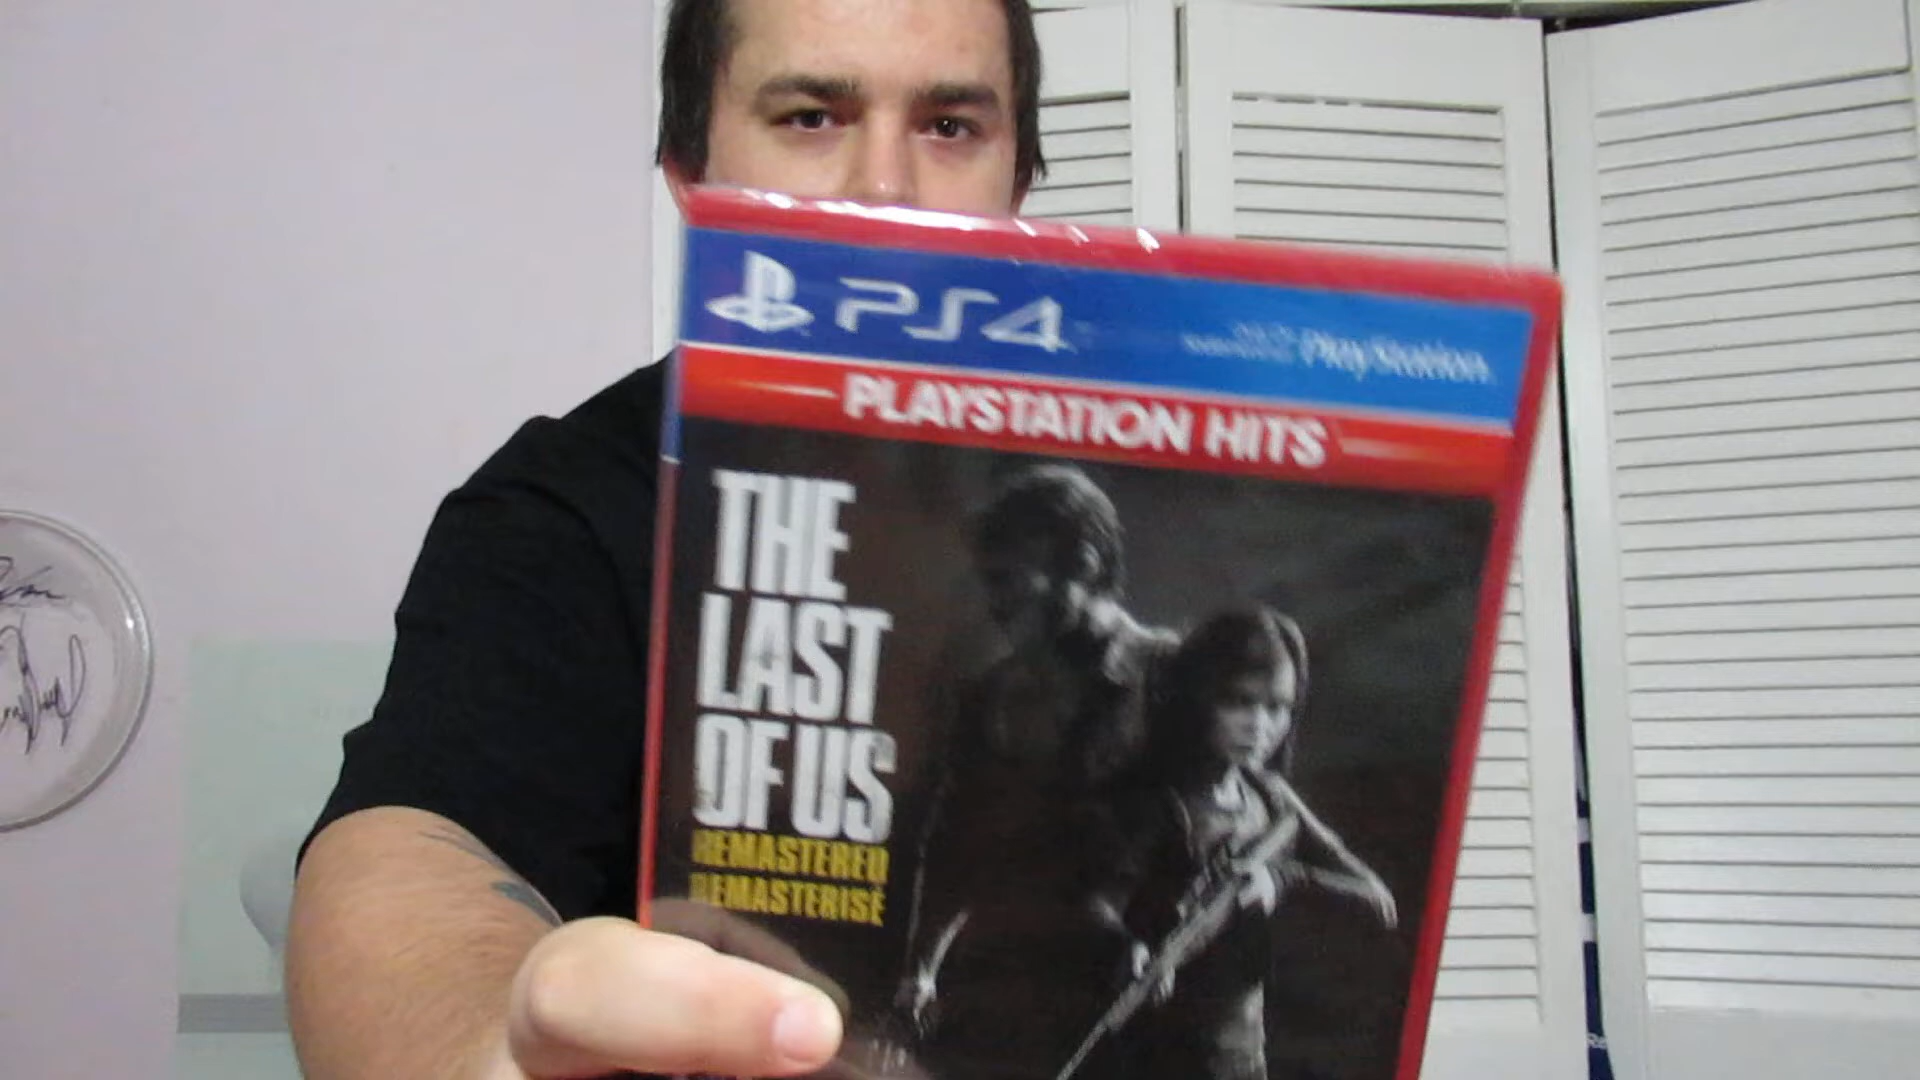 PS4
PlayStation
PLAYSTATION HITS
THE
LAST
OF US
REMASTERED
REMASTERISÉ